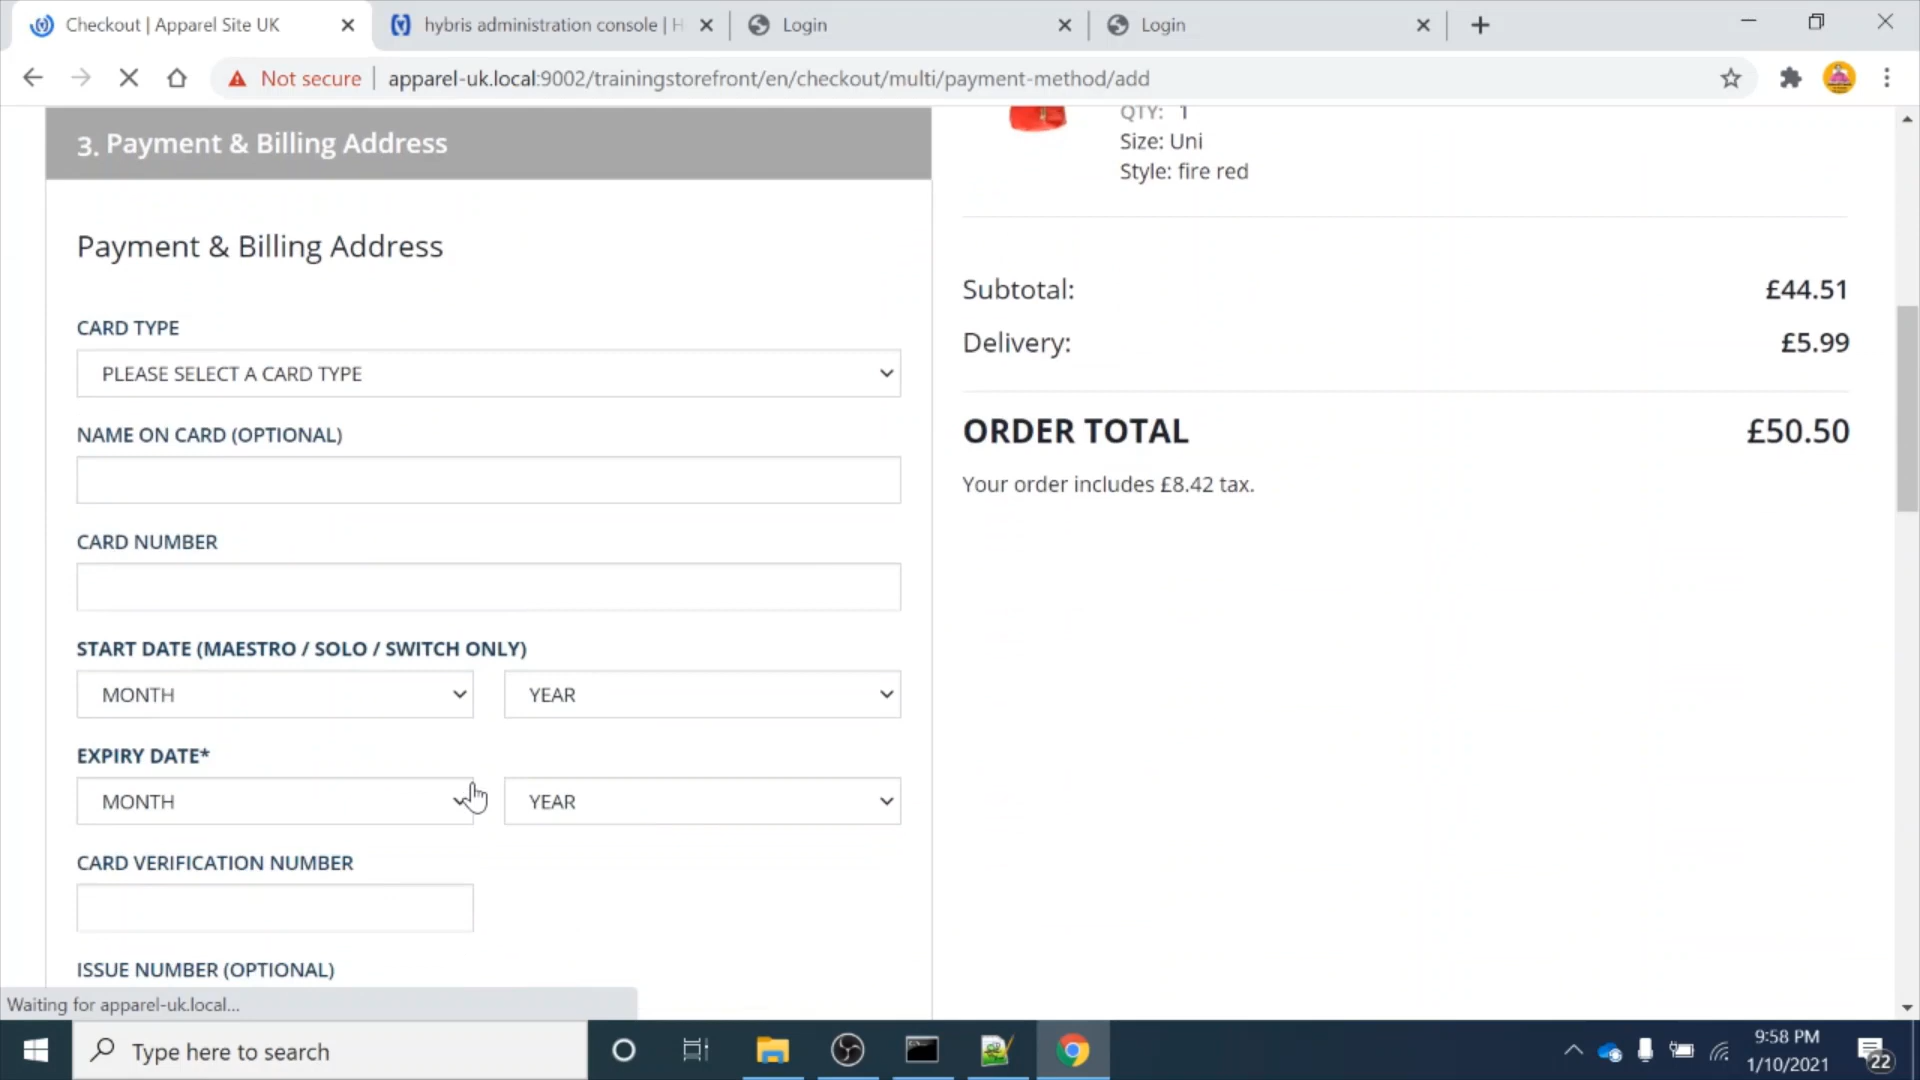 Checkout | Apparel Site UK
hybris administration console | H
Login
Login
Not secure
apparel-uk.local:9002/trainingstorefront/en/checkout/multi/payment-method/add
3. Payment & Billing Address
Payment & Billing Address
CARD TYPE
PLEASE SELECT A CARD TYPE
NAME ON CARD (OPTIONAL)
CARD NUMBER
START DATE (MAESTRO / SOLO / SWITCH ONLY)
MONTH YEAR
EXPIRY DATE*
MONTH YEAR
CARD VERIFICATION NUMBER
ISSUE NUMBER (OPTIONAL)
QTY: 1
Size: Uni
Style: fire red
Subtotal: £44.51
Delivery: £5.99
ORDER TOTAL £50.50
Your order includes £8.42 tax.
Waiting for apparel-uk.local...
Type here to search
9:58 PM
1/10/2021
22